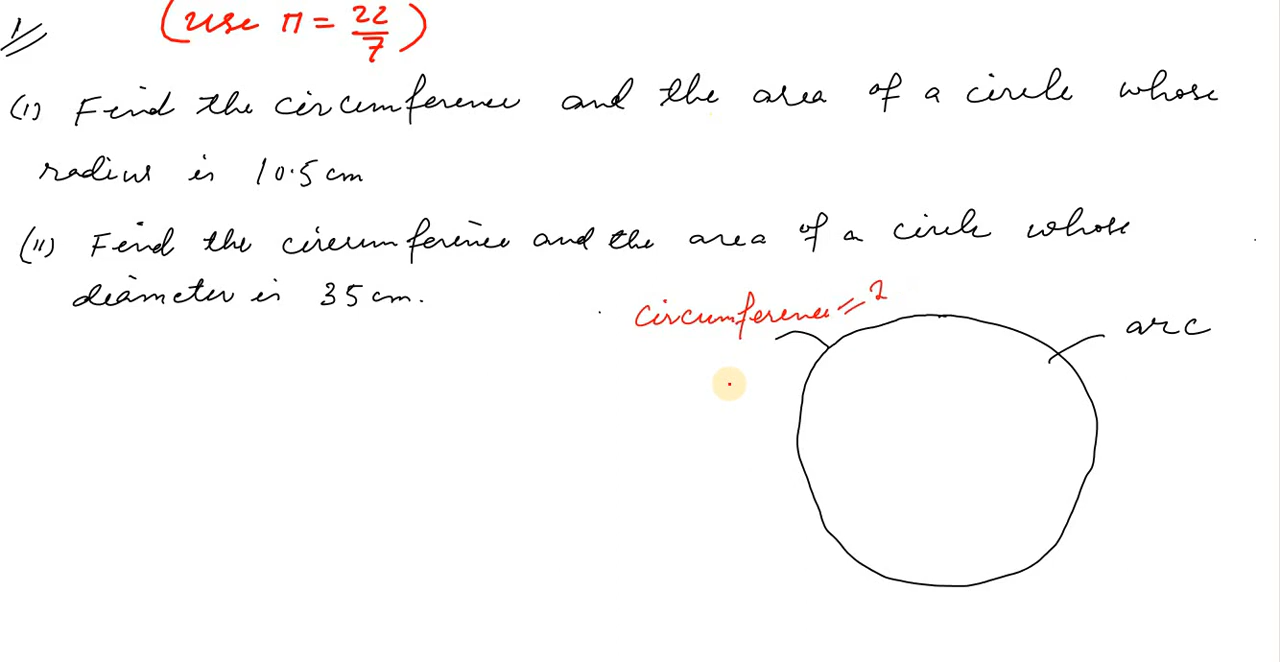 1
(use π = 22/7)
(i) Find the circumference and the area of a circle whose
radius is 10.5 cm
(ii) Find the circumference and the area of a circle whose
diameter is 35 cm.
circumference = 2
arc